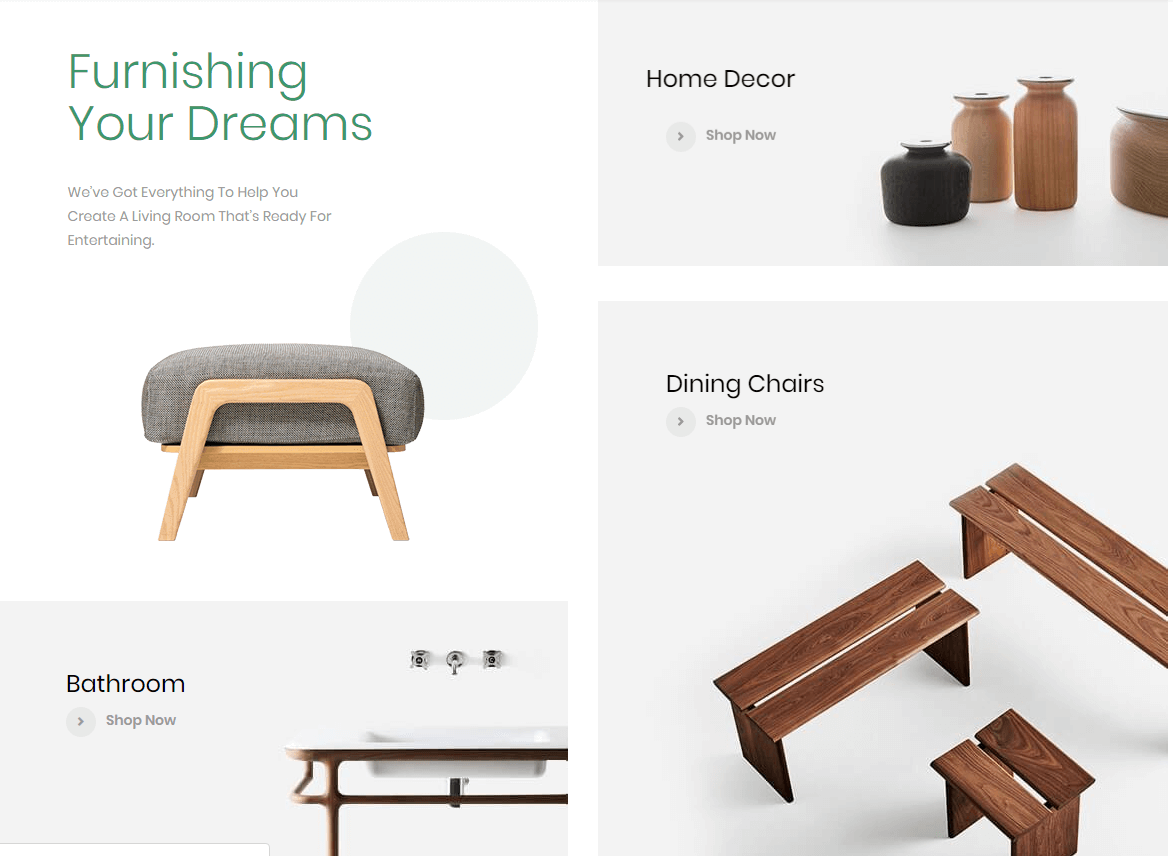 Furnishing
Your Dreams
We've Got Everything To Help You
Create A Living Room That's Ready For
Entertaining.
Home Decor
Shop Now
Dining Chairs
Shop Now
Bathroom
Shop Now